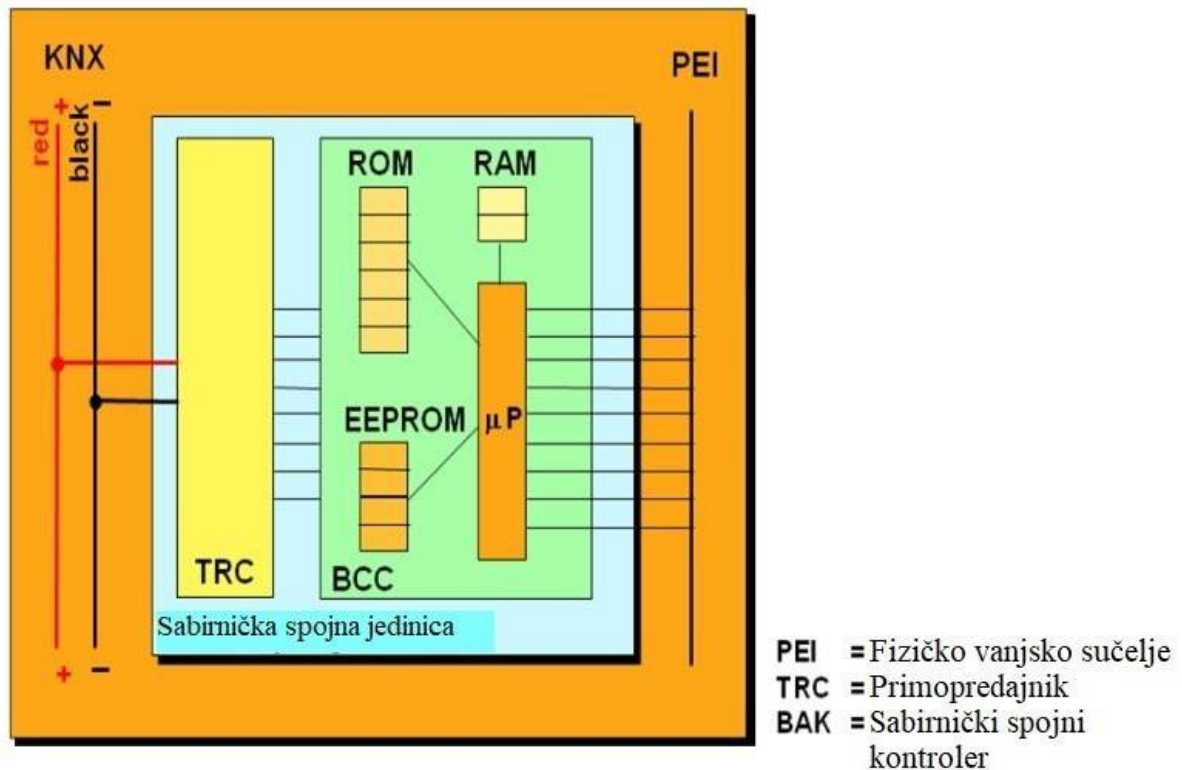 KNX
PEI
+
−
red
black
ROM
RAM
EEPROM
μP
TRC
BCC
Sabirnička spojna jedinica
+
−
PEI = Fizičko vanjsko sučelje
TRC = Primopredajnik
BAK = Sabirnički spojni
kontroler